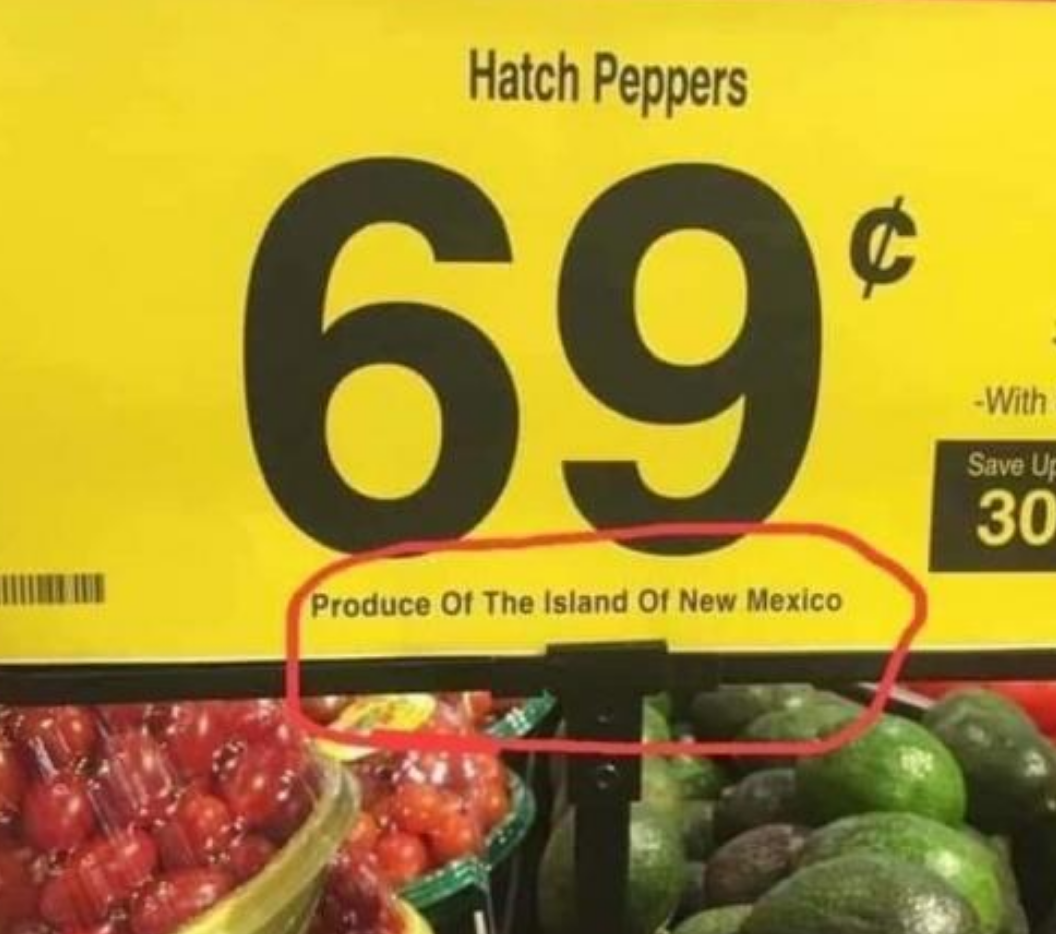 Hatch Peppers
69¢
-With
Save Up
30
Produce Of The Island Of New Mexico